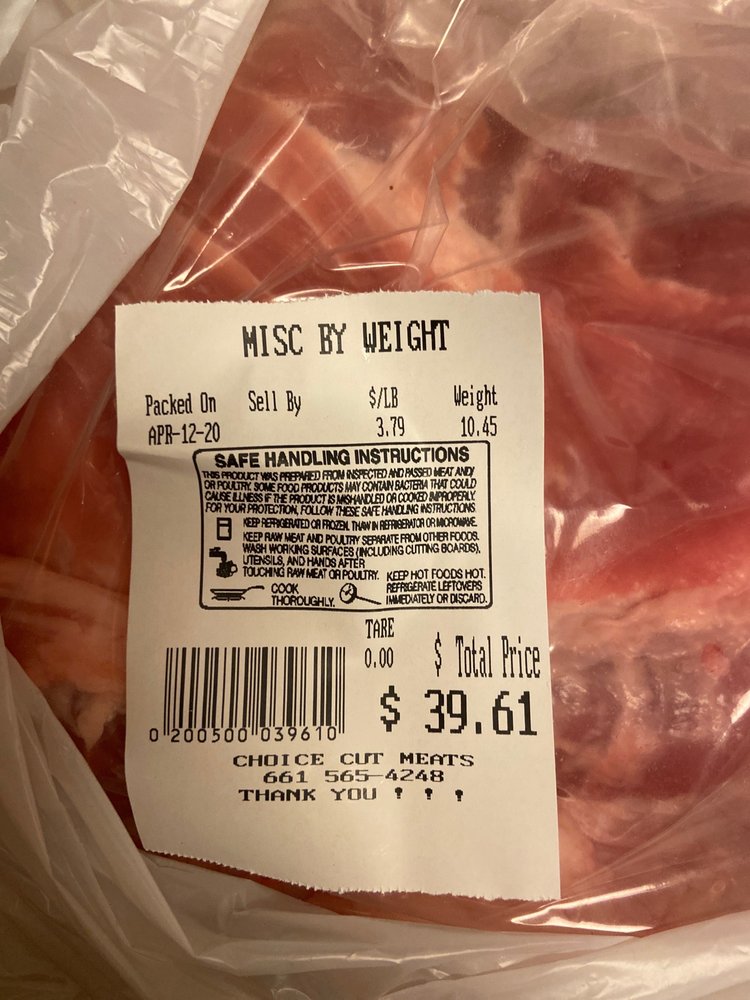 MISC BY WEIGHT
Packed On Sell By $/LB Weight
APR-12-20 3.79 10.45
SAFE HANDLING INSTRUCTIONS
THIS PRODUCT WAS PREPARED FROM INSPECTED AND PASSED MEAT AND/
OR POULTRY. SOME FOOD PRODUCTS MAY CONTAIN BACTERIA THAT COULD
CAUSE ILLNESS IF THE PRODUCT IS MISHANDLED OR COOKED IMPROPERLY.
FOR YOUR PROTECTION, FOLLOW THESE SAFE HANDLING INSTRUCTIONS.
KEEP REFRIGERATED OR FROZEN. THAW IN REFRIGERATOR OR MICROWAVE.
KEEP RAW MEAT AND POULTRY SEPARATE FROM OTHER FOODS.
WASH WORKING SURFACES (INCLUDING CUTTING BOARDS),
UTENSILS, AND HANDS AFTER
TOUCHING RAW MEAT OR POULTRY.
COOK
THOROUGHLY.
KEEP HOT FOODS HOT.
REFRIGERATE LEFTOVERS
IMMEDIATELY OR DISCARD.
TARE
0.00
$ Total Price
$ 39.61
0 200500 039610
CHOICE CUT MEATS
661 565-4248
THANK YOU ! ! !